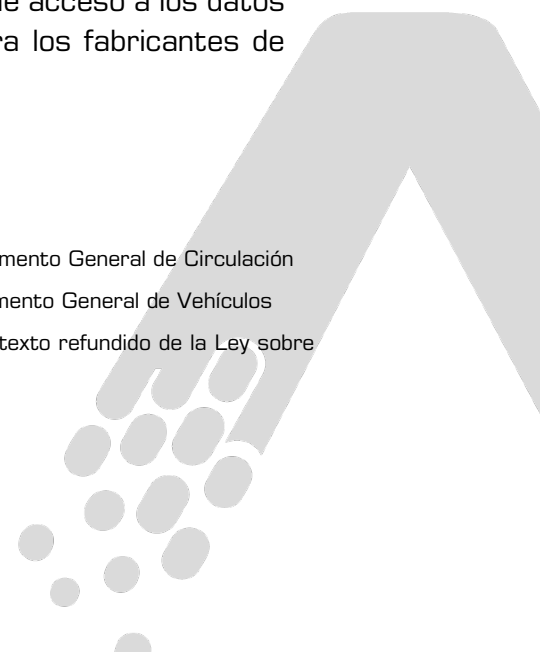 de acceso a los datos
ra los fabricantes de
mento General de Circulación
mento General de Vehículos
texto refundido de la Ley sobre